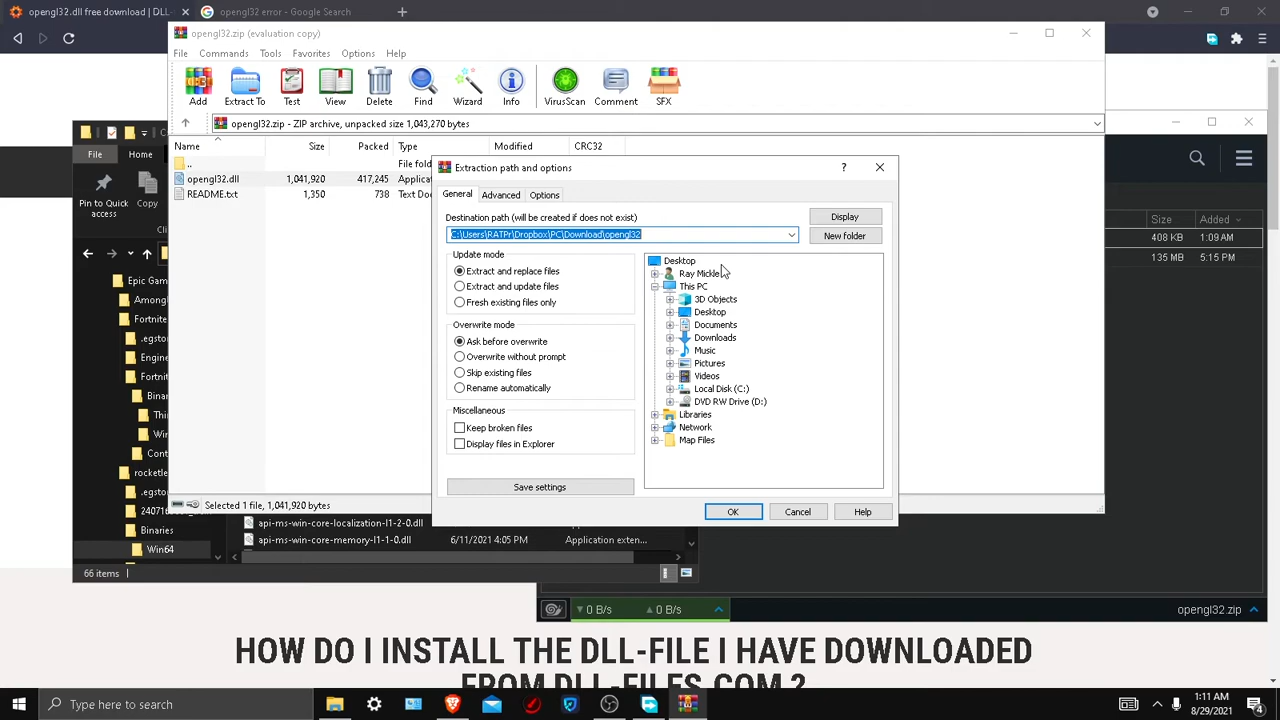 opengl32.dll free download | DLL-
opengl32 error - Google Search
opengl32.zip (evaluation copy)
File Commands Tools Favorites Options Help
Add Extract To Test View Delete Find Wizard Info VirusScan Comment SFX
opengl32.zip - ZIP archive, unpacked size 1,043,270 bytes
Name Size Packed Type Modified CRC32
..
File fold
opengl32.dll 1,041,920 417,245 Applica
README.txt 1,350 738 Text Doc
Selected 1 file, 1,041,920 bytes
Extraction path and options
General Advanced Options
Destination path (will be created if does not exist)
C:\Users\RATPr\Dropbox\PC\Download\opengl32
Display
New folder
Update mode
Extract and replace files
Extract and update files
Fresh existing files only
Overwrite mode
Ask before overwrite
Overwrite without prompt
Skip existing files
Rename automatically
Miscellaneous
Keep broken files
Display files in Explorer
Save settings
Desktop
Ray Mickle
This PC
3D Objects
Desktop
Documents
Downloads
Music
Pictures
Videos
Local Disk (C:)
DVD RW Drive (D:)
Libraries
Network
Map Files
OK Cancel Help
File Home
Pin to Quick
access
Copy
Epic Gam
AmongU
Fortnite
.egstor
Engine
Fortnit
Binar
Thi
Wi
Cont
rocketle
.egstor
Binaries
Win64
api-ms-win-core-localization-l1-2-0.dll
api-ms-win-core-memory-l1-1-0.dll 6/11/2021 4:05 PM Application exten...
66 items
Size Added
408 KB 1:09 AM
135 MB 5:15 PM
0 B/s 0 B/s opengl32.zip
HOW DO I INSTALL THE DLL-FILE I HAVE DOWNLOADED
FROM DLL-FILES.COM ?
Type here to search
1:11 AM
8/29/2021
4